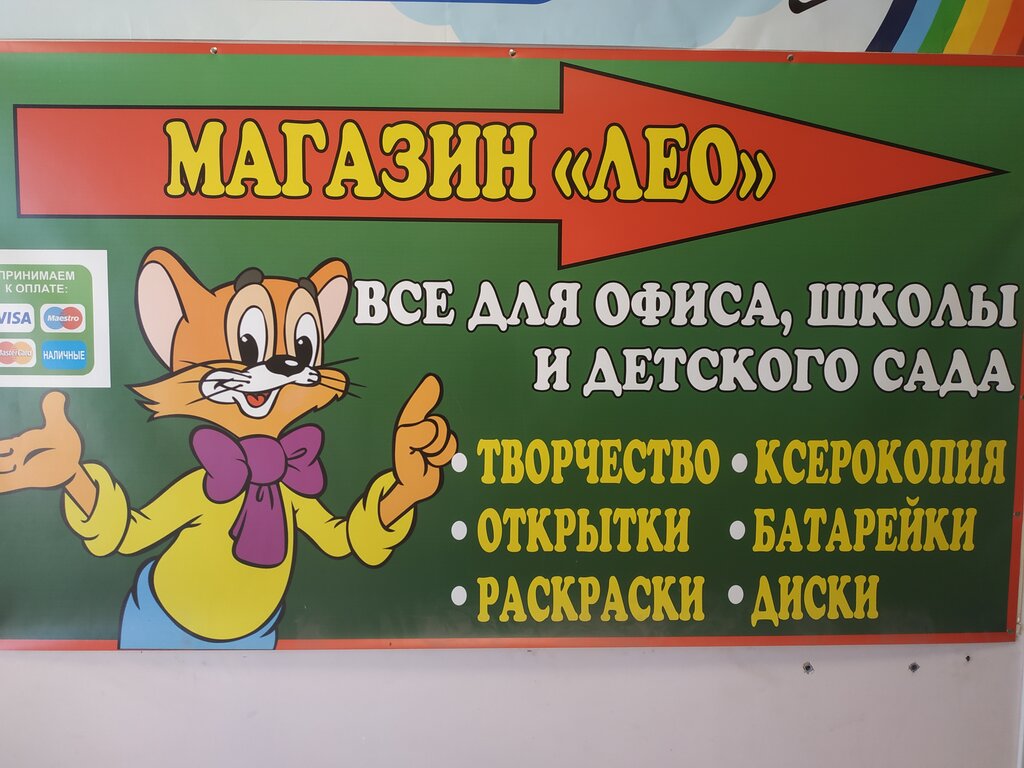 МАГАЗИН «ЛЕО»
ПРИНИМАЕМ
К ОПЛАТЕ:
VISA Maestro
MasterCard НАЛИЧНЫЕ
ВСЕ ДЛЯ ОФИСА, ШКОЛЫ
И ДЕТСКОГО САДА
• ТВОРЧЕСТВО • КСЕРОКОПИЯ
• ОТКРЫТКИ • БАТАРЕЙКИ
• РАСКРАСКИ • ДИСКИ